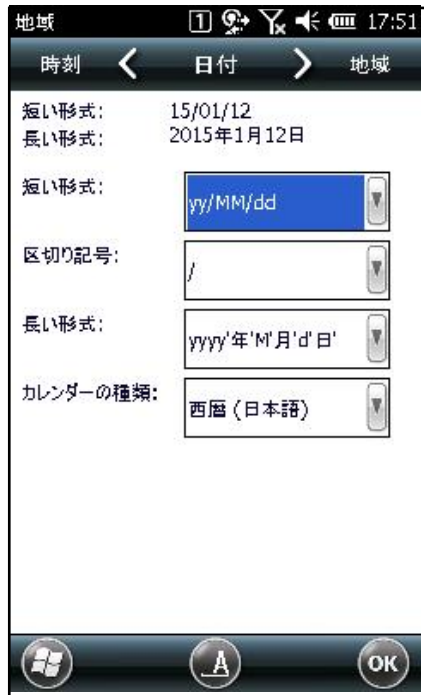 地域 1 17:51
時刻 日付 地域
短い形式: 15/01/12
長い形式: 2015年1月12日
短い形式: yy/MM/dd
区切り記号: /
長い形式: yyyy'年'M'月'd'日'
カレンダーの種類: 西暦 (日本語)
A OK